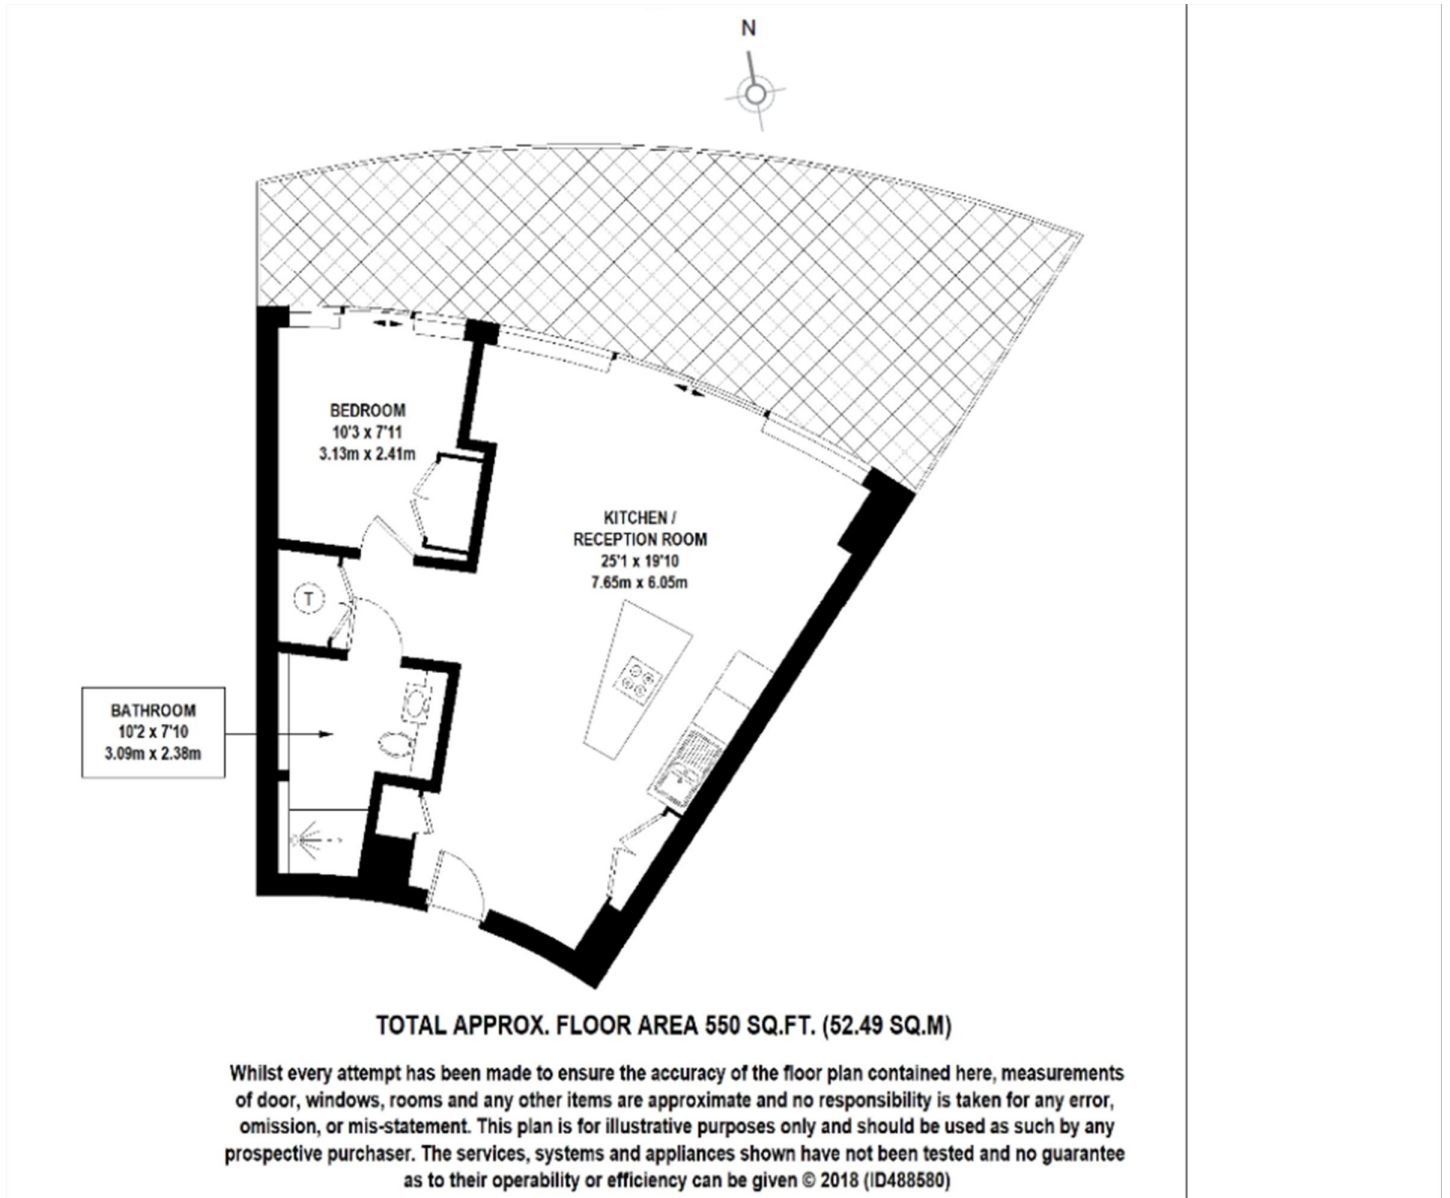 N
BEDROOM
10'3 x 7'11
3.13m x 2.41m
KITCHEN /
RECEPTION ROOM
25'1 x 19'10
7.65m x 6.05m
T
BATHROOM
10'2 x 7'10
3.09m x 2.38m
TOTAL APPROX. FLOOR AREA 550 SQ.FT. (52.49 SQ.M)
Whilst every attempt has been made to ensure the accuracy of the floor plan contained here, measurements
of door, windows, rooms and any other items are approximate and no responsibility is taken for any error,
omission, or mis-statement. This plan is for illustrative purposes only and should be used as such by any
prospective purchaser. The services, systems and appliances shown have not been tested and no guarantee
as to their operability or efficiency can be given © 2018 (ID488580)